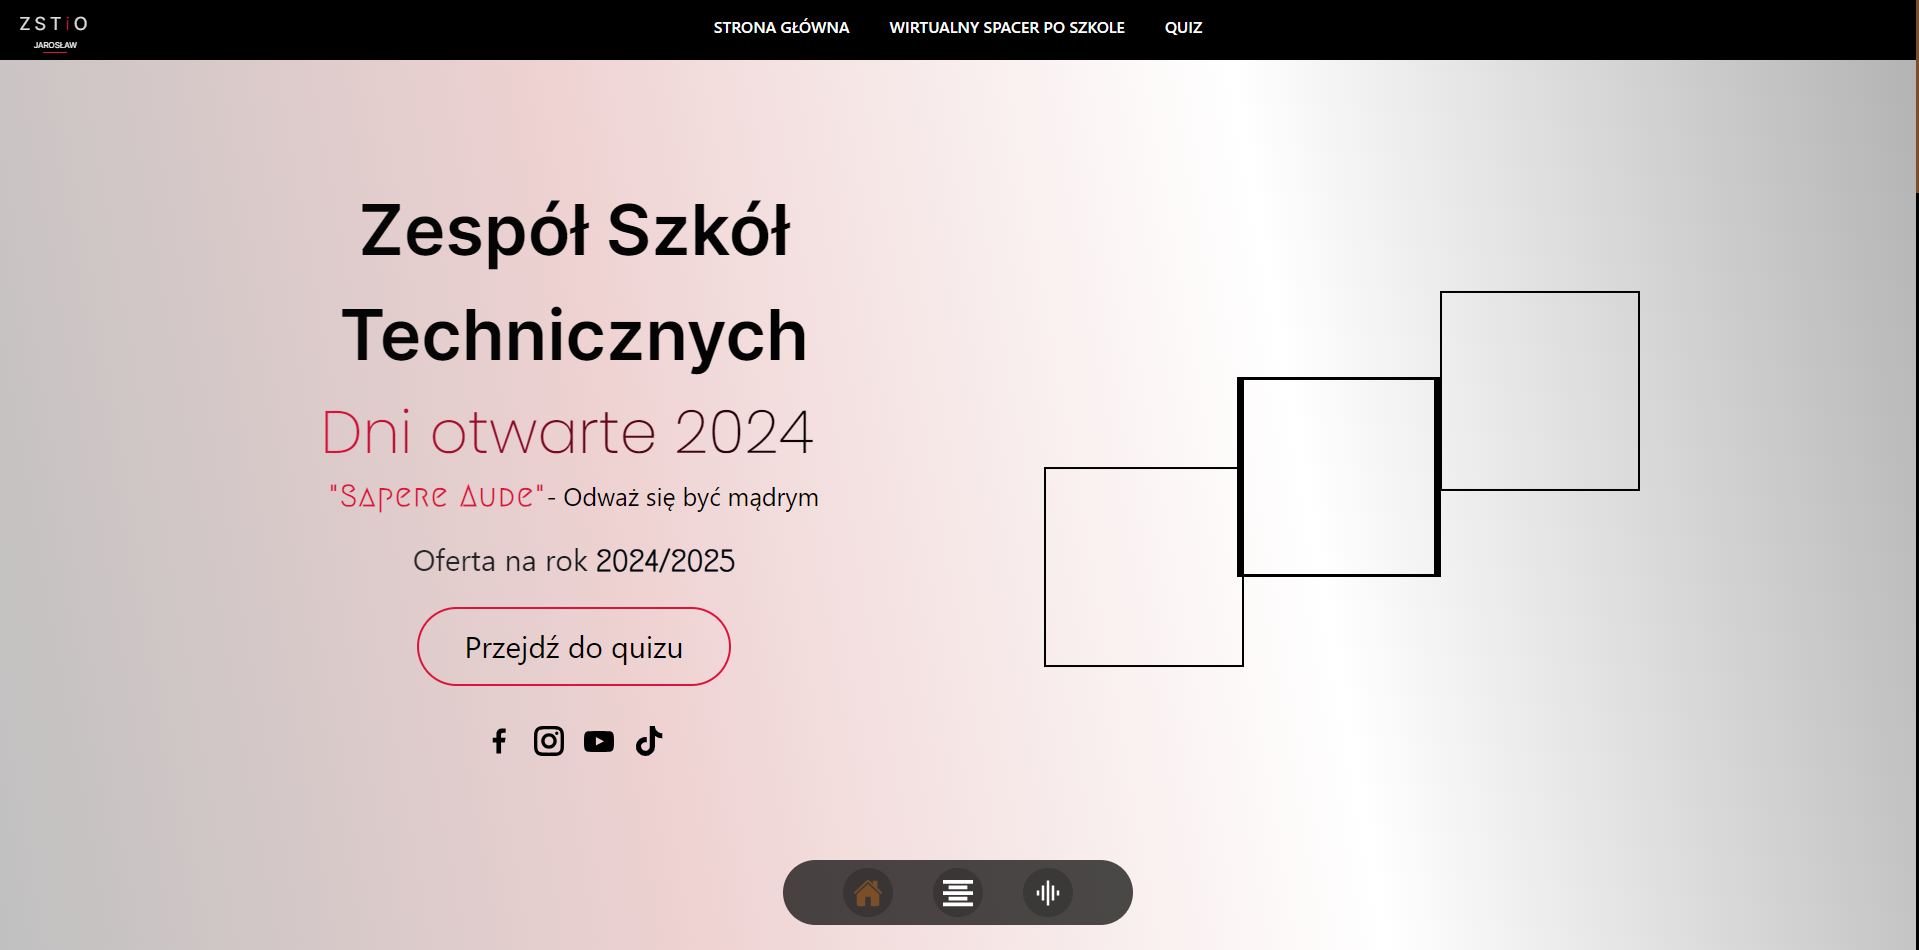 ZSTiO
JAROSŁAW
STRONA GŁÓWNA WIRTUALNY SPACER PO SZKOLE QUIZ
Zespół Szkół
Technicznych
Dni otwarte 2024
"Sapere Aude" - Odważ się być mądrym
Oferta na rok 2024/2025
Przejdź do quizu